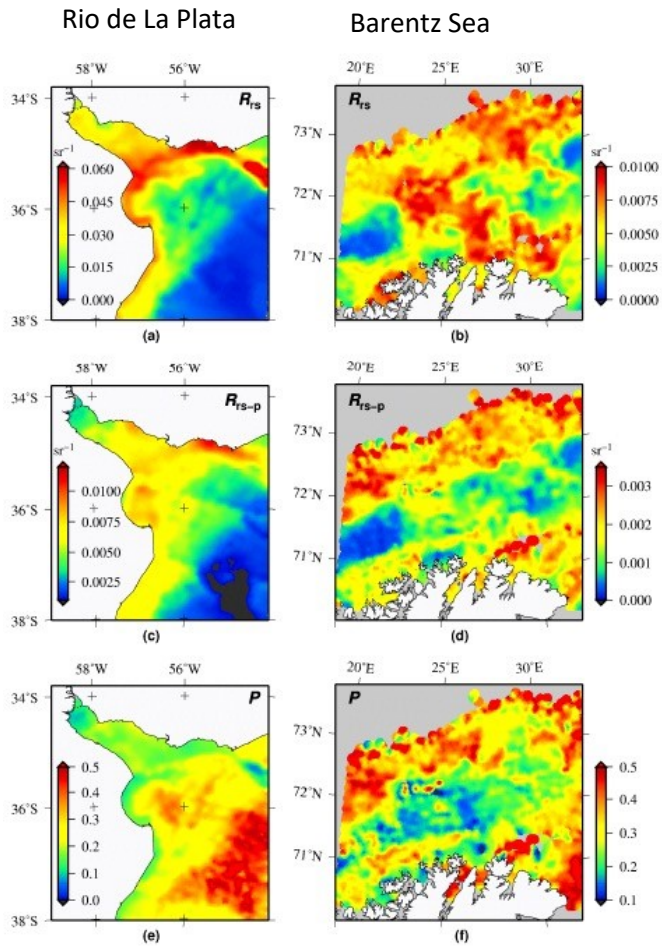 Rio de La Plata
Barentz Sea
58°W 56°W
20°E 25°E 30°E
34°S
36°S
38°S
R_rs
sr⁻¹
0.060
0.045
0.030
0.015
0.000
(a)
73°N
72°N
71°N
R_rs
sr⁻¹
0.0100
0.0075
0.0050
0.0025
0.0000
(b)
58°W 56°W
20°E 25°E 30°E
34°S
36°S
38°S
R_rs-p
sr⁻¹
0.0100
0.0075
0.0050
0.0025
(c)
73°N
72°N
71°N
R_rs-p
sr⁻¹
0.003
0.002
0.001
0.000
(d)
58°W 56°W
20°E 25°E 30°E
34°S
36°S
38°S
P
0.5
0.4
0.3
0.2
0.1
0.0
(e)
73°N
72°N
71°N
P
0.5
0.4
0.3
0.2
0.1
(f)